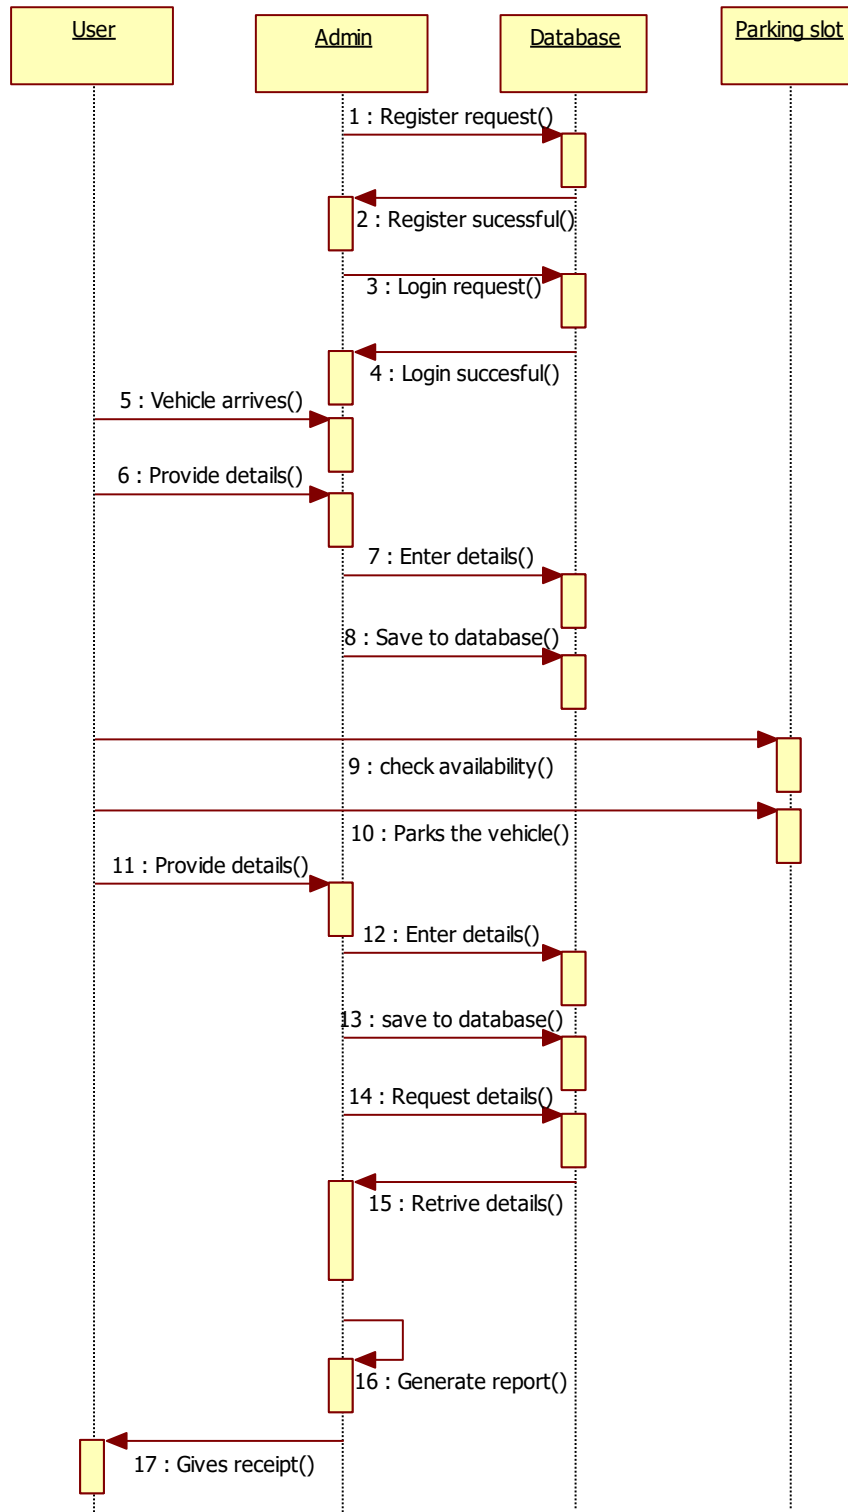 User
Admin
Database
Parking slot
1 : Register request()
2 : Register sucessful()
3 : Login request()
4 : Login succesful()
5 : Vehicle arrives()
6 : Provide details()
7 : Enter details()
8 : Save to database()
9 : check availability()
10 : Parks the vehicle()
11 : Provide details()
12 : Enter details()
13 : save to database()
14 : Request details()
15 : Retrive details()
16 : Generate report()
17 : Gives receipt()